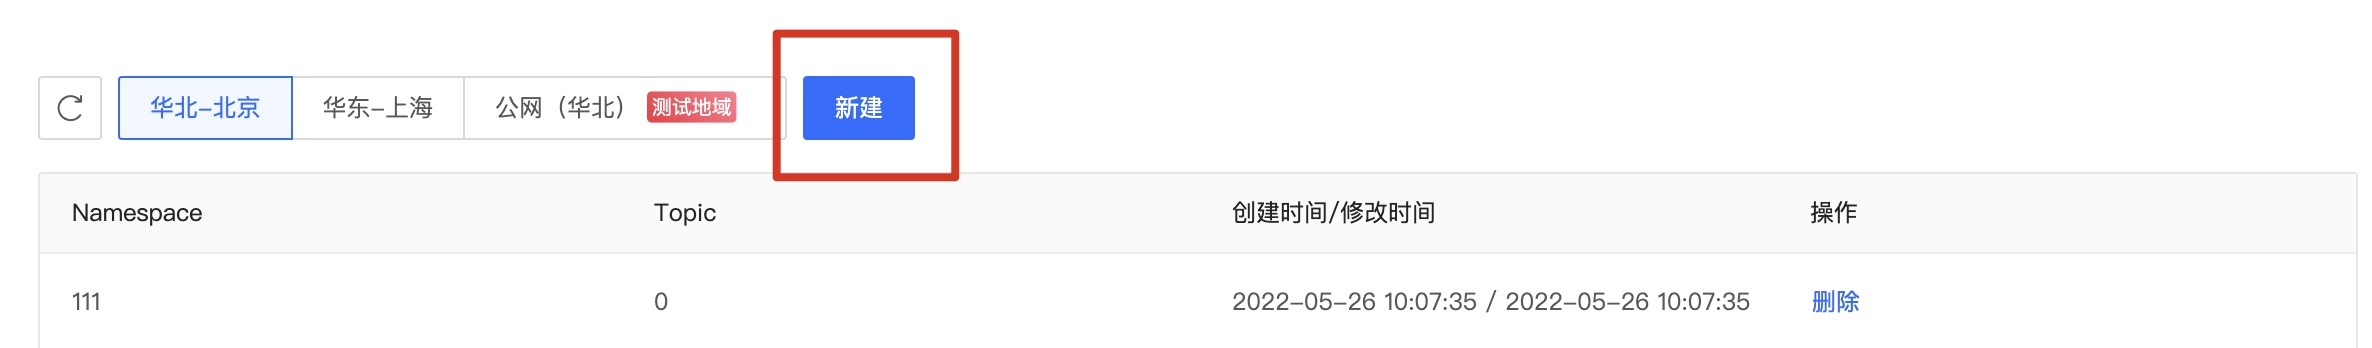 华北-北京 华东-上海 公网（华北） 测试地域 新建
Namespace Topic 创建时间/修改时间 操作
111 0 2022-05-26 10:07:35 / 2022-05-26 10:07:35 删除